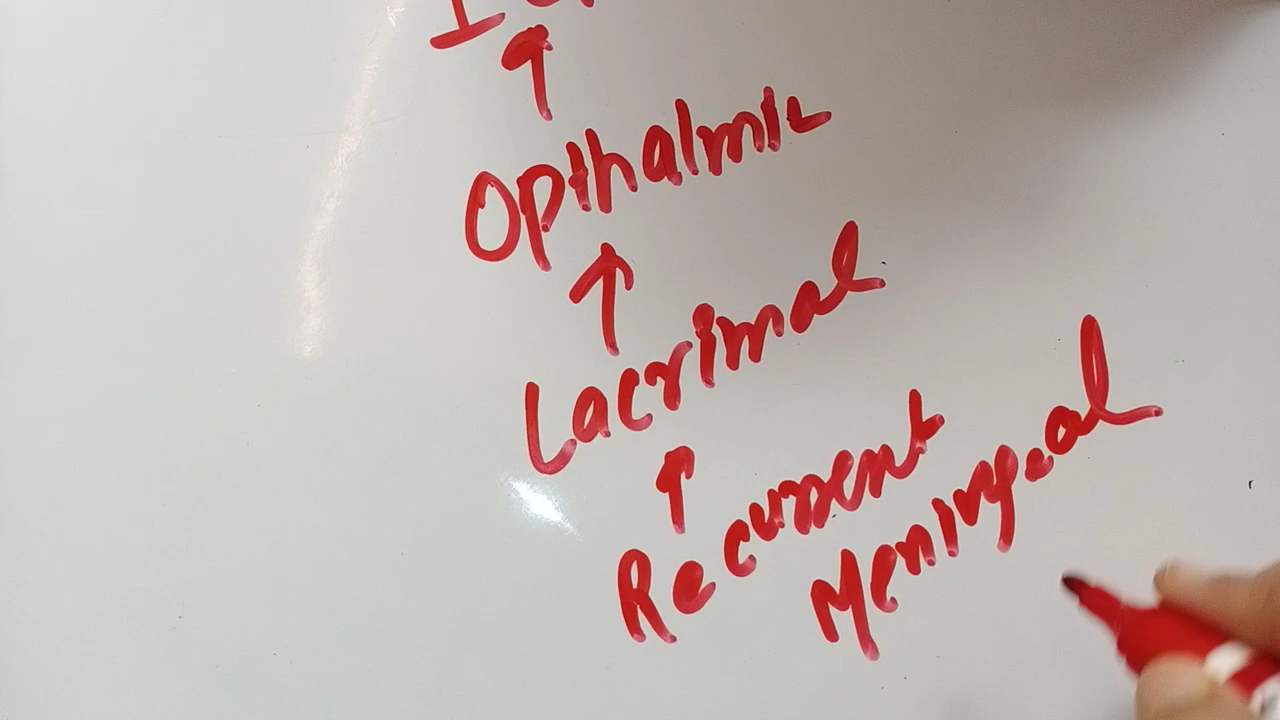 ↑
Opthalmic
↑
Lacrimal
↑
Recurrent
Meningeal